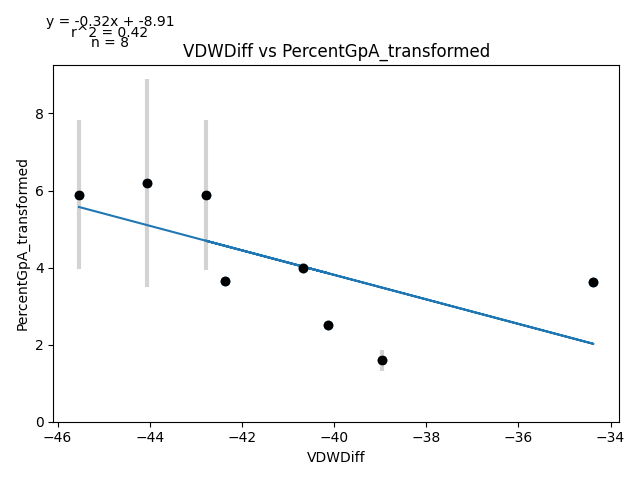 y = -0.32x + -8.91
r^2 = 0.42
n = 8
VDWDiff vs PercentGpA_transformed
PercentGpA_transformed
8
6
4
2
0
−46 −44 −42 −40 −38 −36 −34
VDWDiff